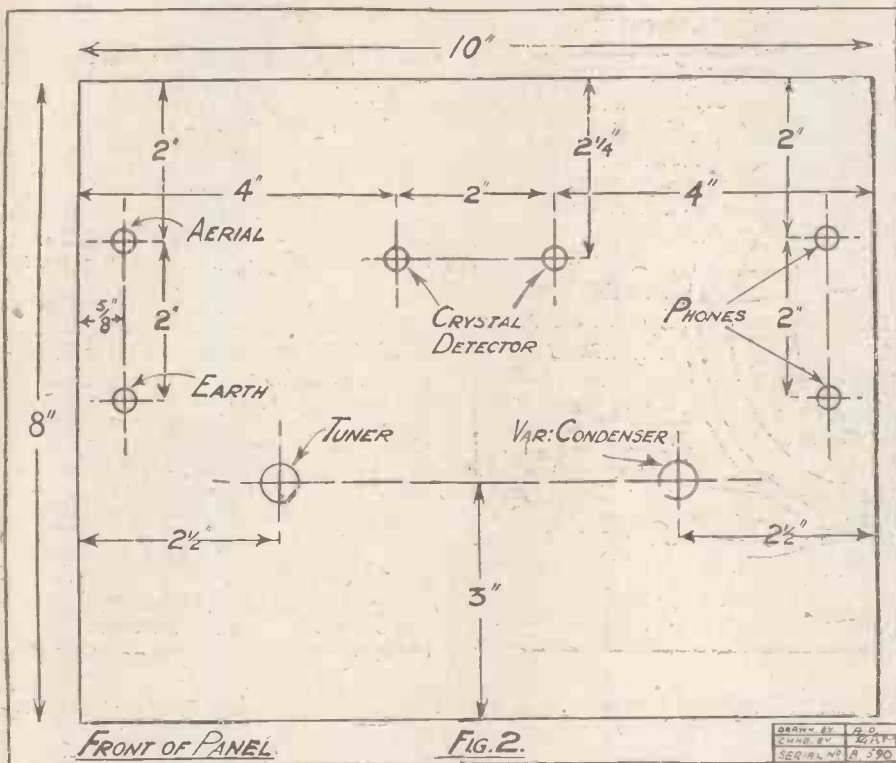 10"
2"
2¼"
2"
4"
2"
4"
AERIAL
5/8"
2"
CRYSTAL
DETECTOR
PHONES
2"
EARTH
8"
TUNER
VAR: CONDENSER
2½"
2½"
3"
FRONT OF PANEL.
FIG. 2.
DRAWN. BY
CHKD. BY
SERIAL NO A.590